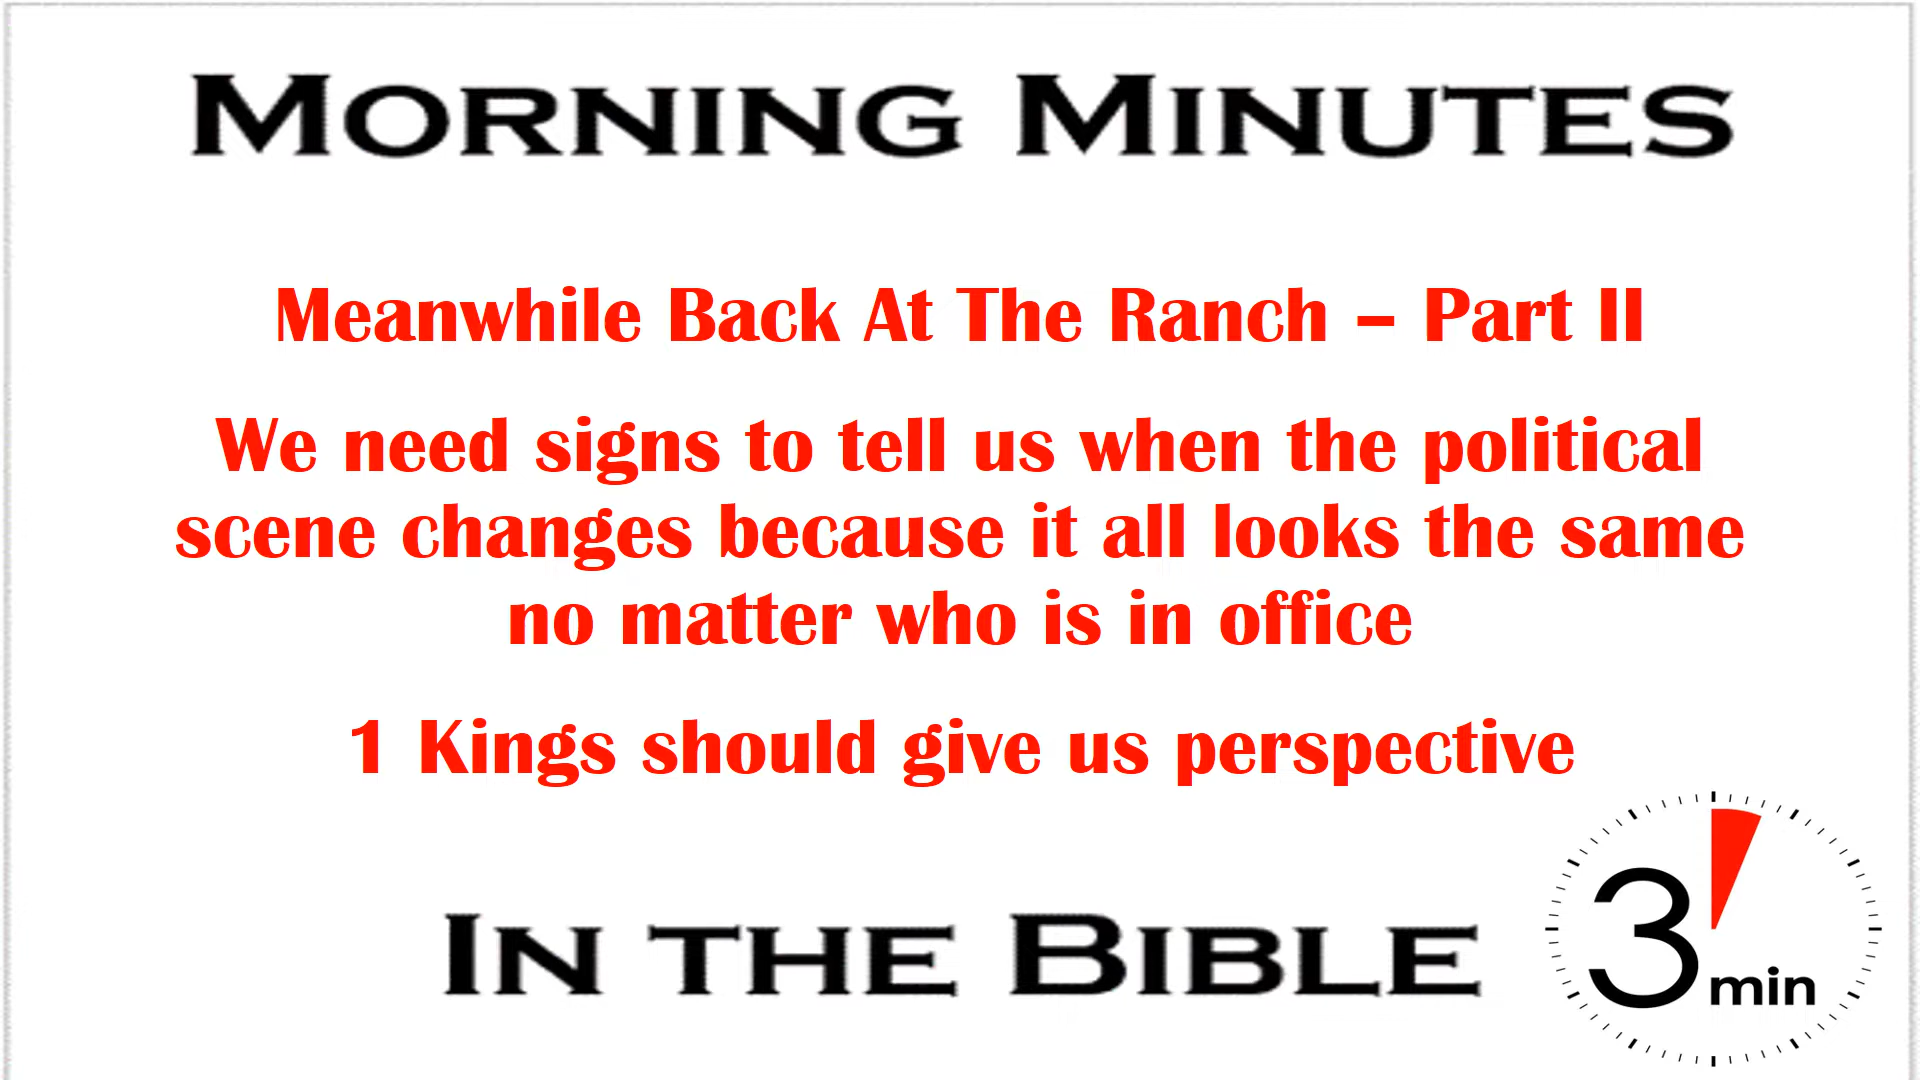 MORNING MINUTES
Meanwhile Back At The Ranch – Part II
We need signs to tell us when the political
scene changes because it all looks the same
no matter who is in office
1 Kings should give us perspective
IN THE BIBLE
3 min